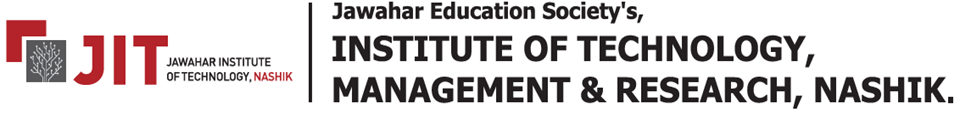 JIT
JAWAHAR INSTITUTE
OF TECHNOLOGY, NASHIK
Jawahar Education Society's,
INSTITUTE OF TECHNOLOGY,
MANAGEMENT & RESEARCH, NASHIK.